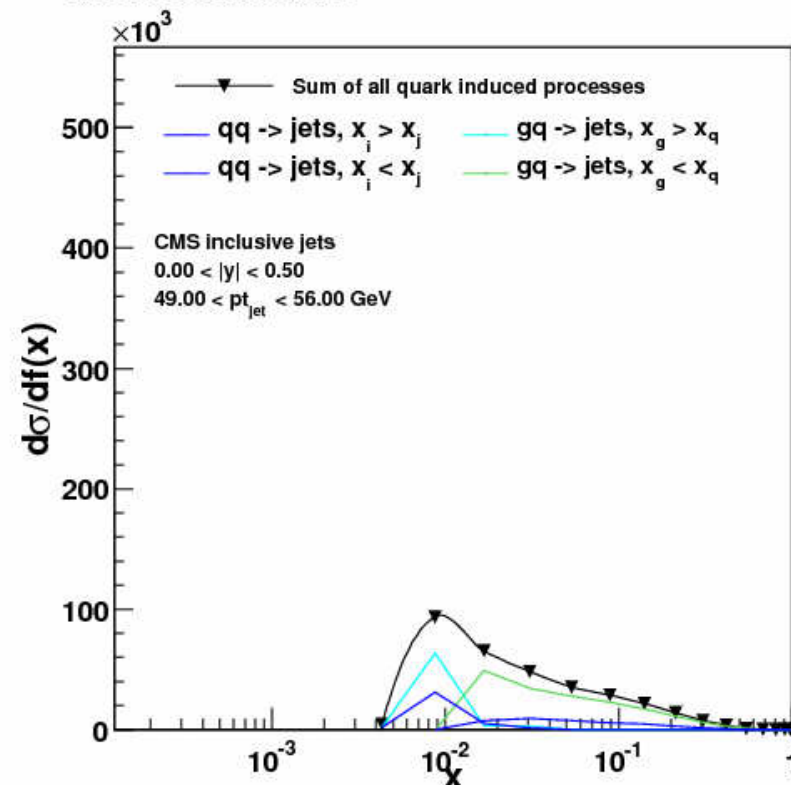 ×10³
Sum of all quark induced processes
qq -> jets, x_i > x_j gq -> jets, x_g > x_q
qq -> jets, x_i < x_j gq -> jets, x_g < x_q
CMS inclusive jets
0.00 < |y| < 0.50
49.00 < pt_jet < 56.00 GeV
dσ/df(x)
500
400
300
200
100
0
10⁻³ 10⁻² 10⁻¹ 1
x